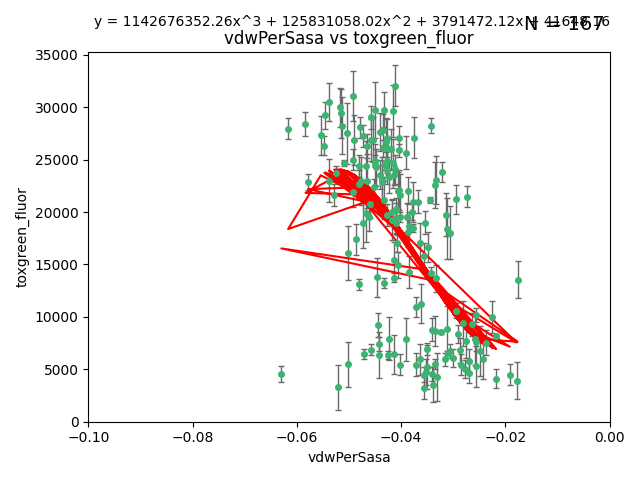 y = 1142676352.26x^3 + 125831058.02x^2 + 3791472.12x + 41648.16
N = 167
vdwPerSasa vs toxgreen_fluor
35000
30000
25000
20000
15000
10000
5000
0
toxgreen_fluor
−0.10 −0.08 −0.06 −0.04 −0.02 0.00
vdwPerSasa